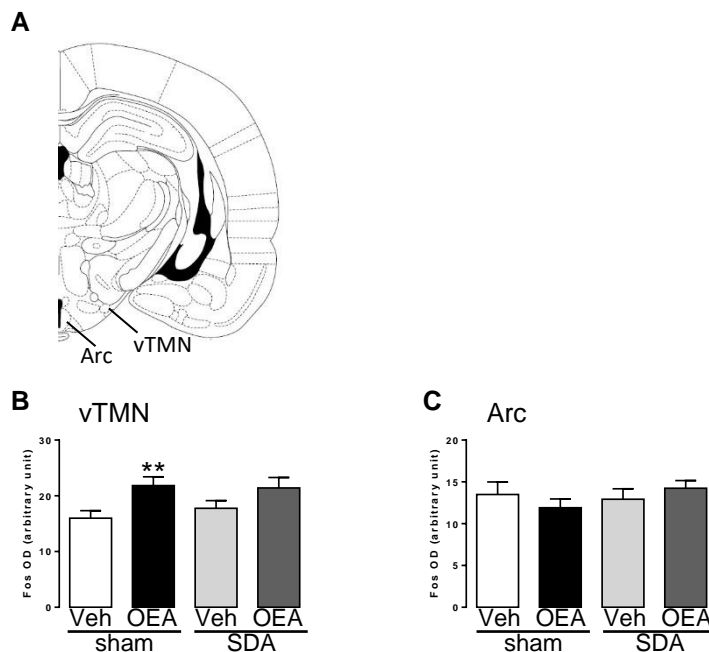 A
Arc
vTMN
B
vTMN
Fos OD (arbitrary unit)
30
20
10
0
**
Veh OEA Veh OEA
sham SDA
C
Arc
Fos OD (arbitrary unit)
20
15
10
5
0
Veh OEA Veh OEA
sham SDA